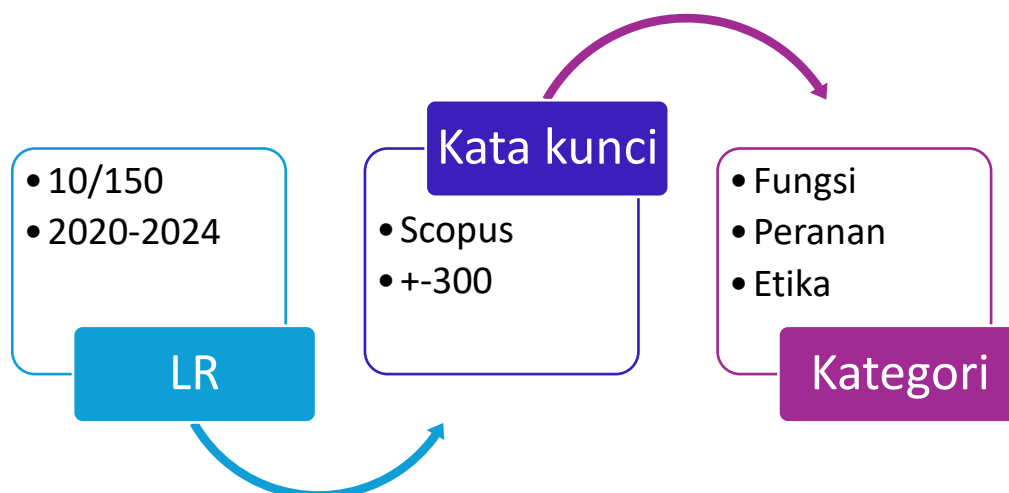 • 10/150
• 2020-2024
LR
Kata kunci
• Scopus
• +-300
• Fungsi
• Peranan
• Etika
Kategori